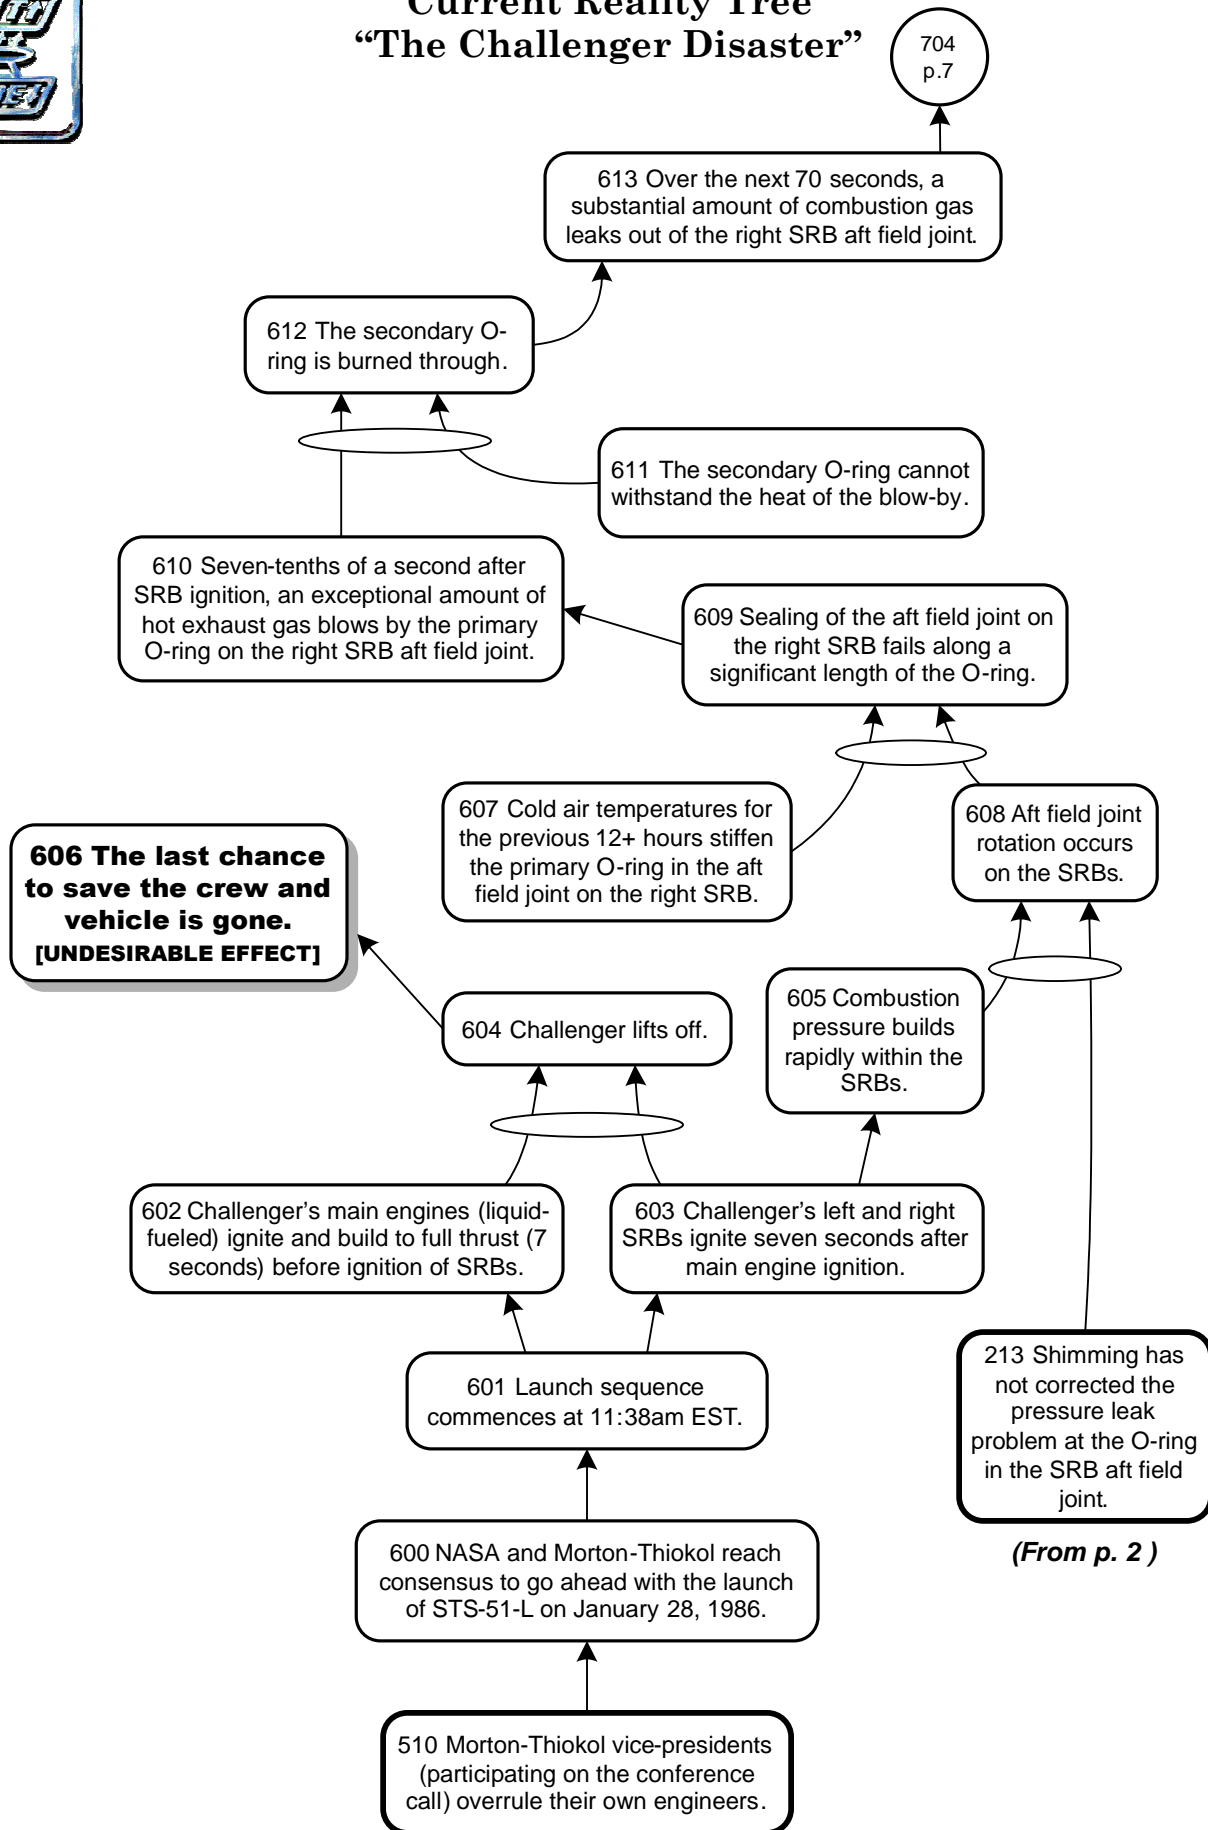 Current Reality Tree
“The Challenger Disaster”
704
p.7
613 Over the next 70 seconds, a
substantial amount of combustion gas
leaks out of the right SRB aft field joint.
612 The secondary O-
ring is burned through.
611 The secondary O-ring cannot
withstand the heat of the blow-by.
610 Seven-tenths of a second after
SRB ignition, an exceptional amount of
hot exhaust gas blows by the primary
O-ring on the right SRB aft field joint.
609 Sealing of the aft field joint on
the right SRB fails along a
significant length of the O-ring.
607 Cold air temperatures for
the previous 12+ hours stiffen
the primary O-ring in the aft
field joint on the right SRB.
608 Aft field joint
rotation occurs
on the SRBs.
606 The last chance
to save the crew and
vehicle is gone.
[UNDESIRABLE EFFECT]
604 Challenger lifts off.
605 Combustion
pressure builds
rapidly within the
SRBs.
602 Challenger’s main engines (liquid-
fueled) ignite and build to full thrust (7
seconds) before ignition of SRBs.
603 Challenger’s left and right
SRBs ignite seven seconds after
main engine ignition.
601 Launch sequence
commences at 11:38am EST.
213 Shimming has
not corrected the
pressure leak
problem at the O-ring
in the SRB aft field
joint.
(From p. 2 )
600 NASA and Morton-Thiokol reach
consensus to go ahead with the launch
of STS-51-L on January 28, 1986.
510 Morton-Thiokol vice-presidents
(participating on the conference
call) overrule their own engineers.